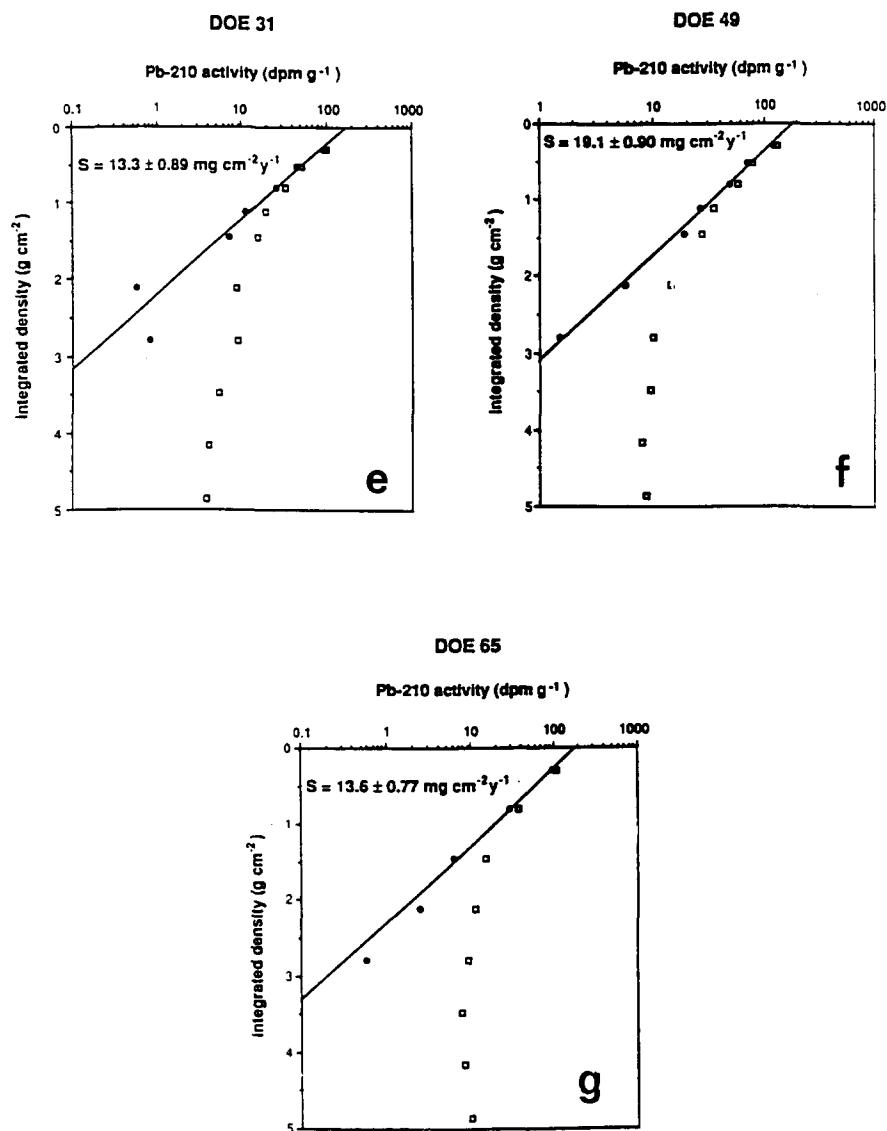 DOE 31
Pb-210 activity (dpm g⁻¹)
0.1 1 10 100 1000
S = 13.3 ± 0.89 mg cm⁻² y⁻¹
Integrated density (g cm⁻²)
0
1
2
3
4
5
e
DOE 49
Pb-210 activity (dpm g⁻¹)
1 10 100 1000
S = 19.1 ± 0.90 mg cm⁻² y⁻¹
Integrated density (g cm⁻²)
0
1
2
3
4
5
f
DOE 65
Pb-210 activity (dpm g⁻¹)
0.1 1 10 100 1000
S = 13.6 ± 0.77 mg cm⁻² y⁻¹
Integrated density (g cm⁻²)
0
1
2
3
4
5
g